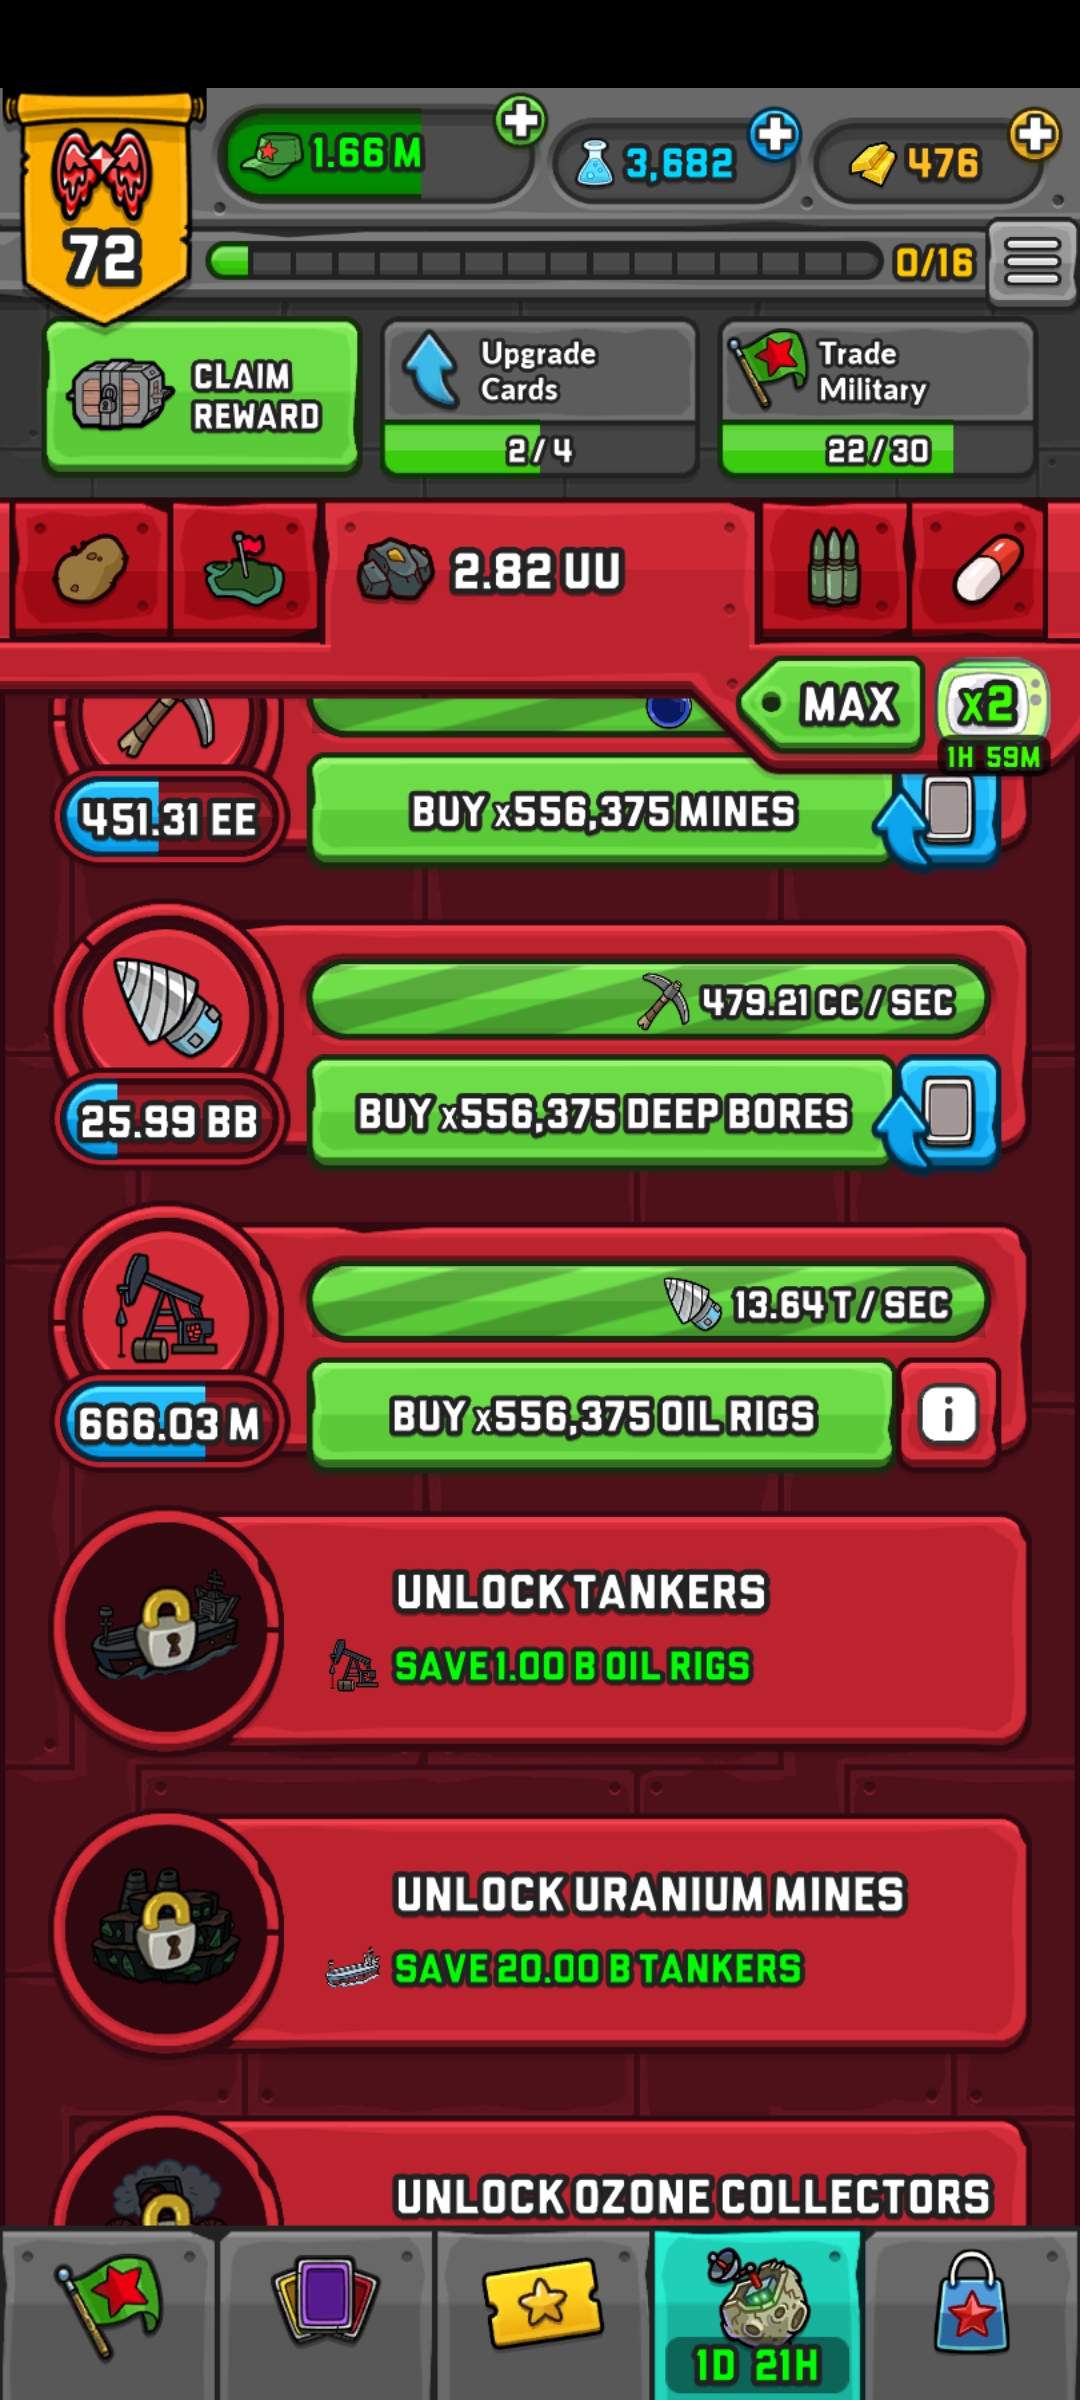 1.66 M
3,682
476
72
0/16
CLAIM
REWARD
Upgrade
Cards
2/4
Trade
Military
22/30
2.82 UU
MAX
x2
1H 59M
451.31 EE
BUY x556,375 MINES
479.21 CC / SEC
25.99 BB
BUY x556,375 DEEP BORES
13.64 T / SEC
666.03 M
BUY x556,375 OIL RIGS
i
UNLOCK TANKERS
SAVE 1.00 B OIL RIGS
UNLOCK URANIUM MINES
SAVE 20.00 B TANKERS
UNLOCK OZONE COLLECTORS
1D 21H